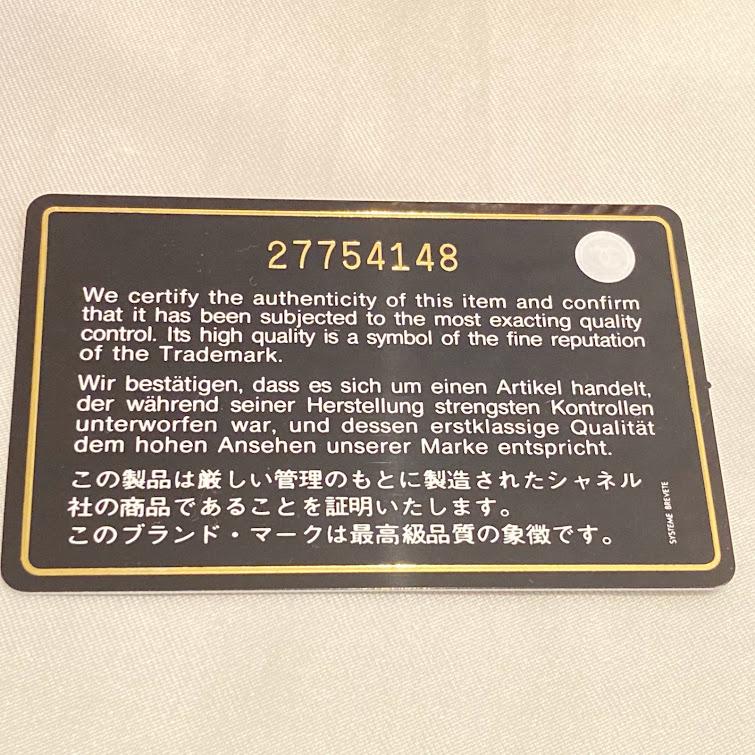 27754148
We certify the authenticity of this item and confirm
that it has been subjected to the most exacting quality
control. Its high quality is a symbol of the fine reputation
of the Trademark.
Wir bestätigen, dass es sich um einen Artikel handelt,
der während seiner Herstellung strengsten Kontrollen
unterworfen war, und dessen erstklassige Qualität
dem hohen Ansehen unserer Marke entspricht.
この製品は厳しい管理のもとに製造されたシャネル
社の商品であることを証明いたします。
このブランド・マークは最高級品質の象徴です。
SYSTEME BREVETE